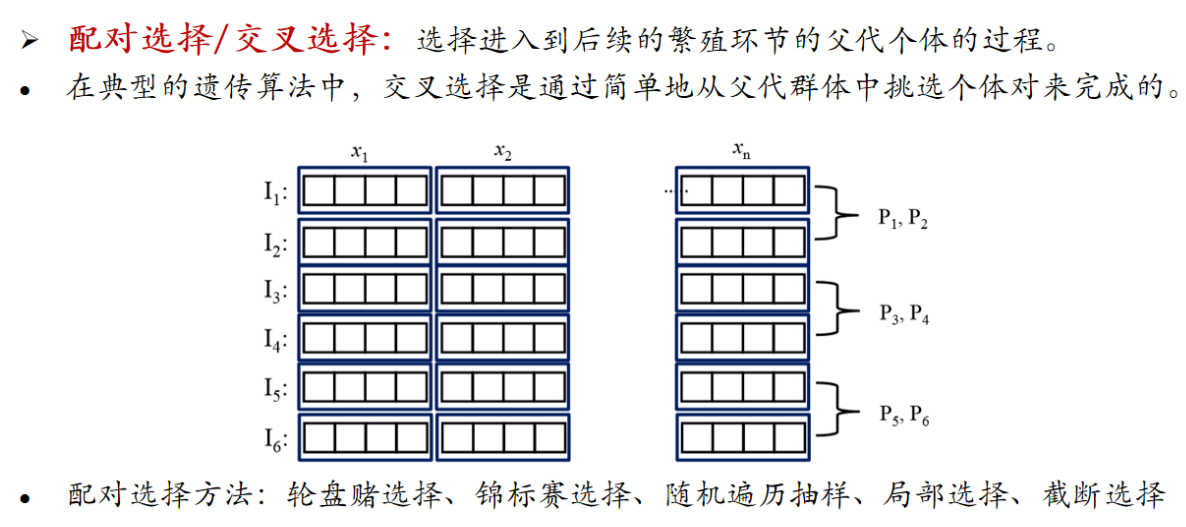 ➤ 配对选择/交叉选择：选择进入到后续的繁殖环节的父代个体的过程。
• 在典型的遗传算法中，交叉选择是通过简单地从父代群体中挑选个体对来完成的。
x₁ x₂ xₙ
I₁: ····· P₁, P₂
I₂:
I₃: P₃, P₄
I₄:
I₅: P₅, P₆
I₆:
• 配对选择方法：轮盘赌选择、锦标赛选择、随机遍历抽样、局部选择、截断选择